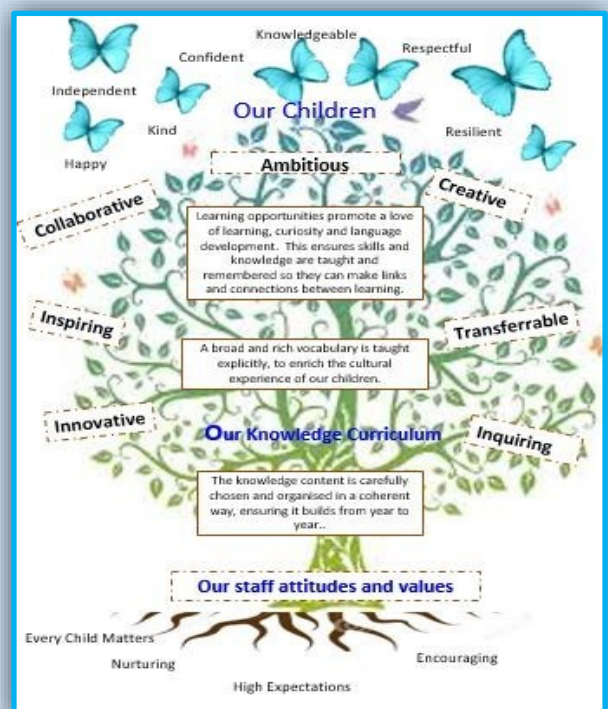 Knowledgeable
Confident
Respectful
Independent
Kind
Our Children
Resilient
Happy
Ambitious
Collaborative
Creative
Learning opportunities promote a love
of learning, curiosity and language
development. This ensures skills and
knowledge are taught and
remembered so they can make links
and connections between learning.
Inspiring
Transferrable
A broad and rich vocabulary is taught
explicitly, to enrich the cultural
experience of our children.
Innovative
Our Knowledge Curriculum
Inquiring
The knowledge content is carefully
chosen and organised in a coherent
way, ensuring it builds from year to
year..
Our staff attitudes and values
Every Child Matters
Nurturing
Encouraging
High Expectations